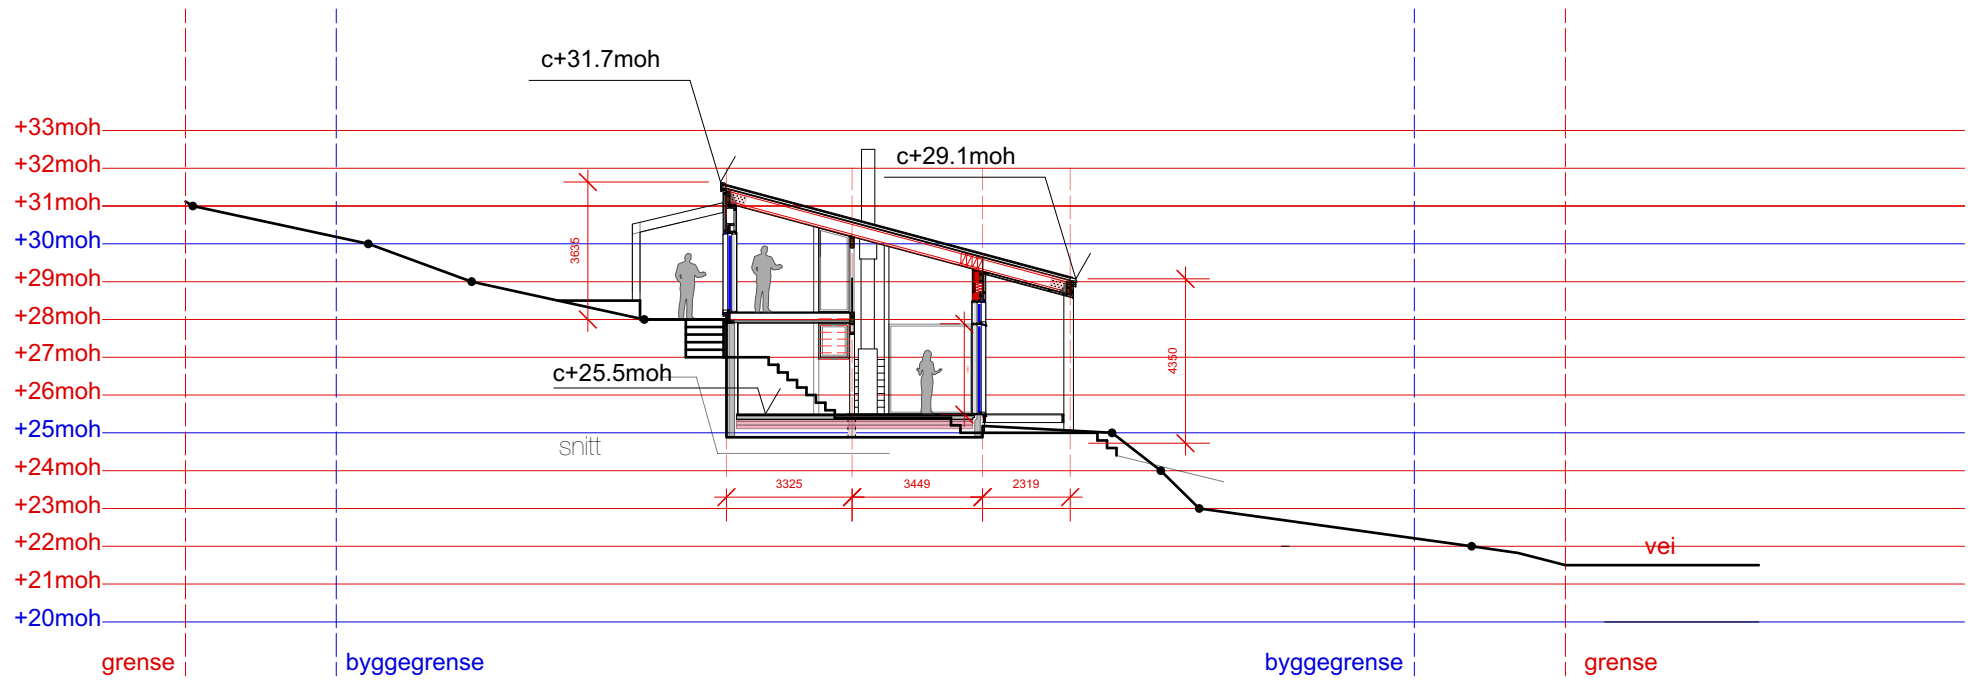 c+31.7moh
+33moh
c+29.1moh
+32moh
+31moh
+30moh
3635
+29moh
+28moh
+27moh
4350
c+25.5moh
+26moh
+25moh
snitt
+24moh
3325 3449 2319
+23moh
+22moh
vei
+21moh
+20moh
grense byggegrense byggegrense grense